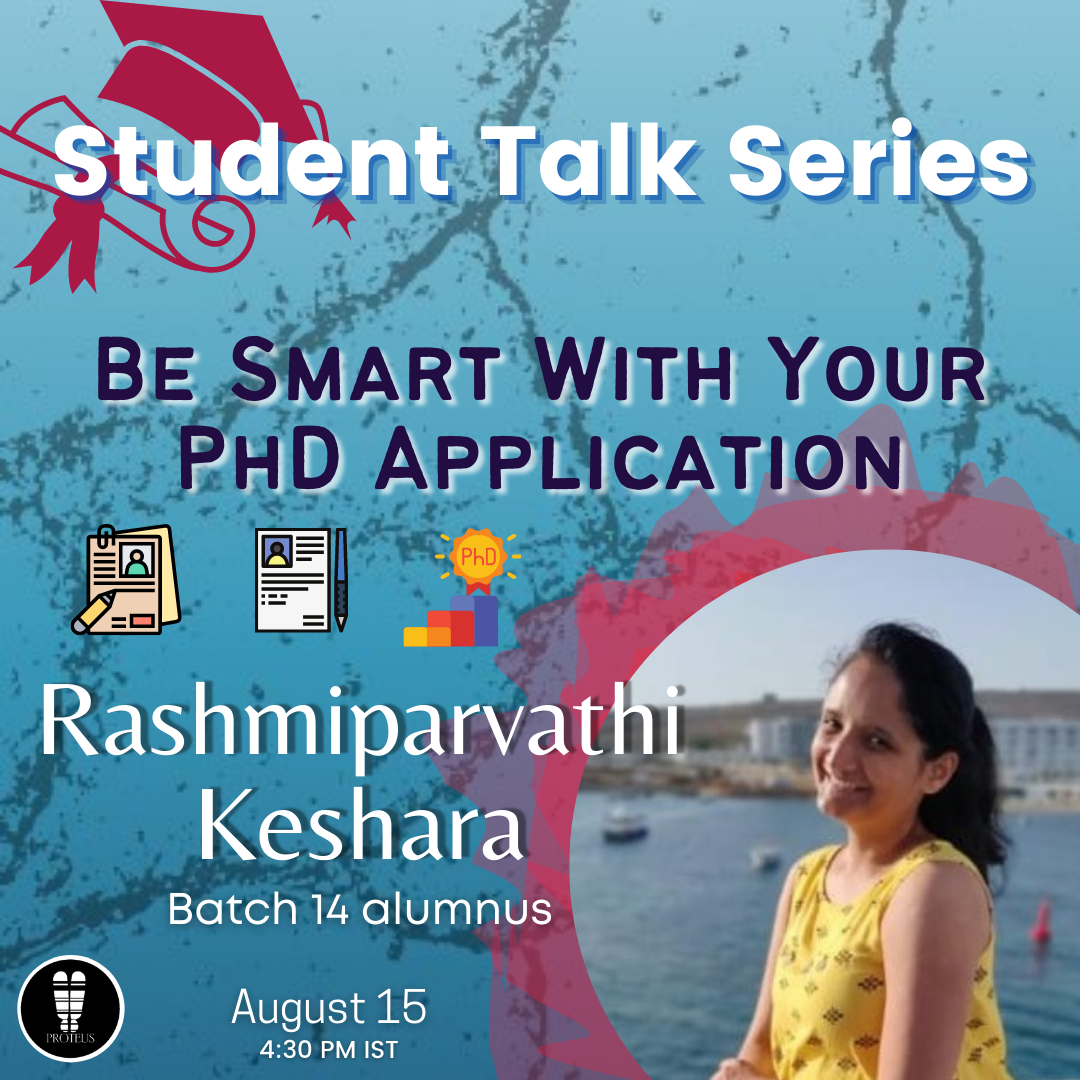 Student Talk Series
Be Smart With Your
PhD Application
PhD
Rashmiparvathi
Keshara
Batch 14 alumnus
August 15
4:30 PM IST
PROTEUS